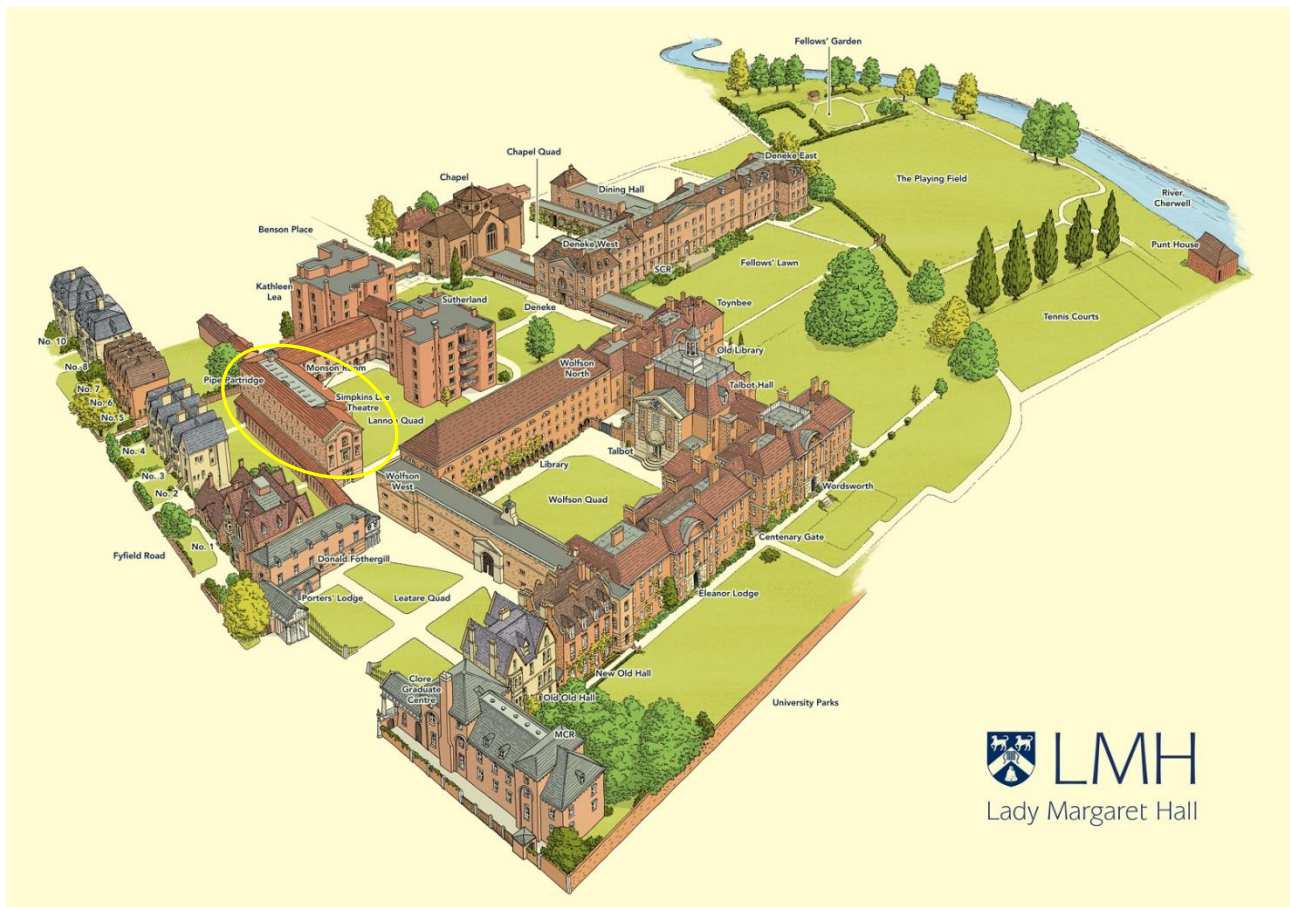 Fellows' Garden
Chapel Quad
Deneke East
Chapel
Dining Hall
The Playing Field
River
Cherwell
Benson Place
Deneke West
Punt House
SCR
Fellows' Lawn
Kathleen
Lea
Sutherland
Deneke
Toynbee
Tennis Courts
No. 10
Old Library
Wolfson
North
No. 8
Monson Room
Pipe Partridge
Talbot Hall
No. 7
Simpkins Lee
Theatre
No. 6
No. 5
Lannon Quad
No. 4
Talbot
Library
No. 3
Wolfson
West
Wordsworth
No. 2
Wolfson Quad
Centenary Gate
No. 1
Fyfield Road
Donald Fothergill
Eleanor Lodge
Porters' Lodge
Leatare Quad
New Old Hall
Clore
Graduate
Centre
Old Old Hall
University Parks
MCR
LMH
Lady Margaret Hall